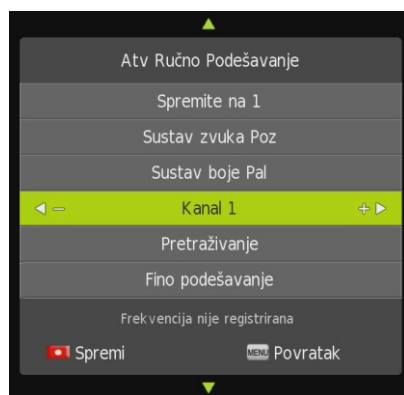 Atv Ručno Podešavanje
Spremite na 1
Sustav zvuka Poz
Sustav boje Pal
– Kanal 1 +
Pretraživanje
Fino podešavanje
Frekvencija nije registrirana
Spremi MENU Povratak